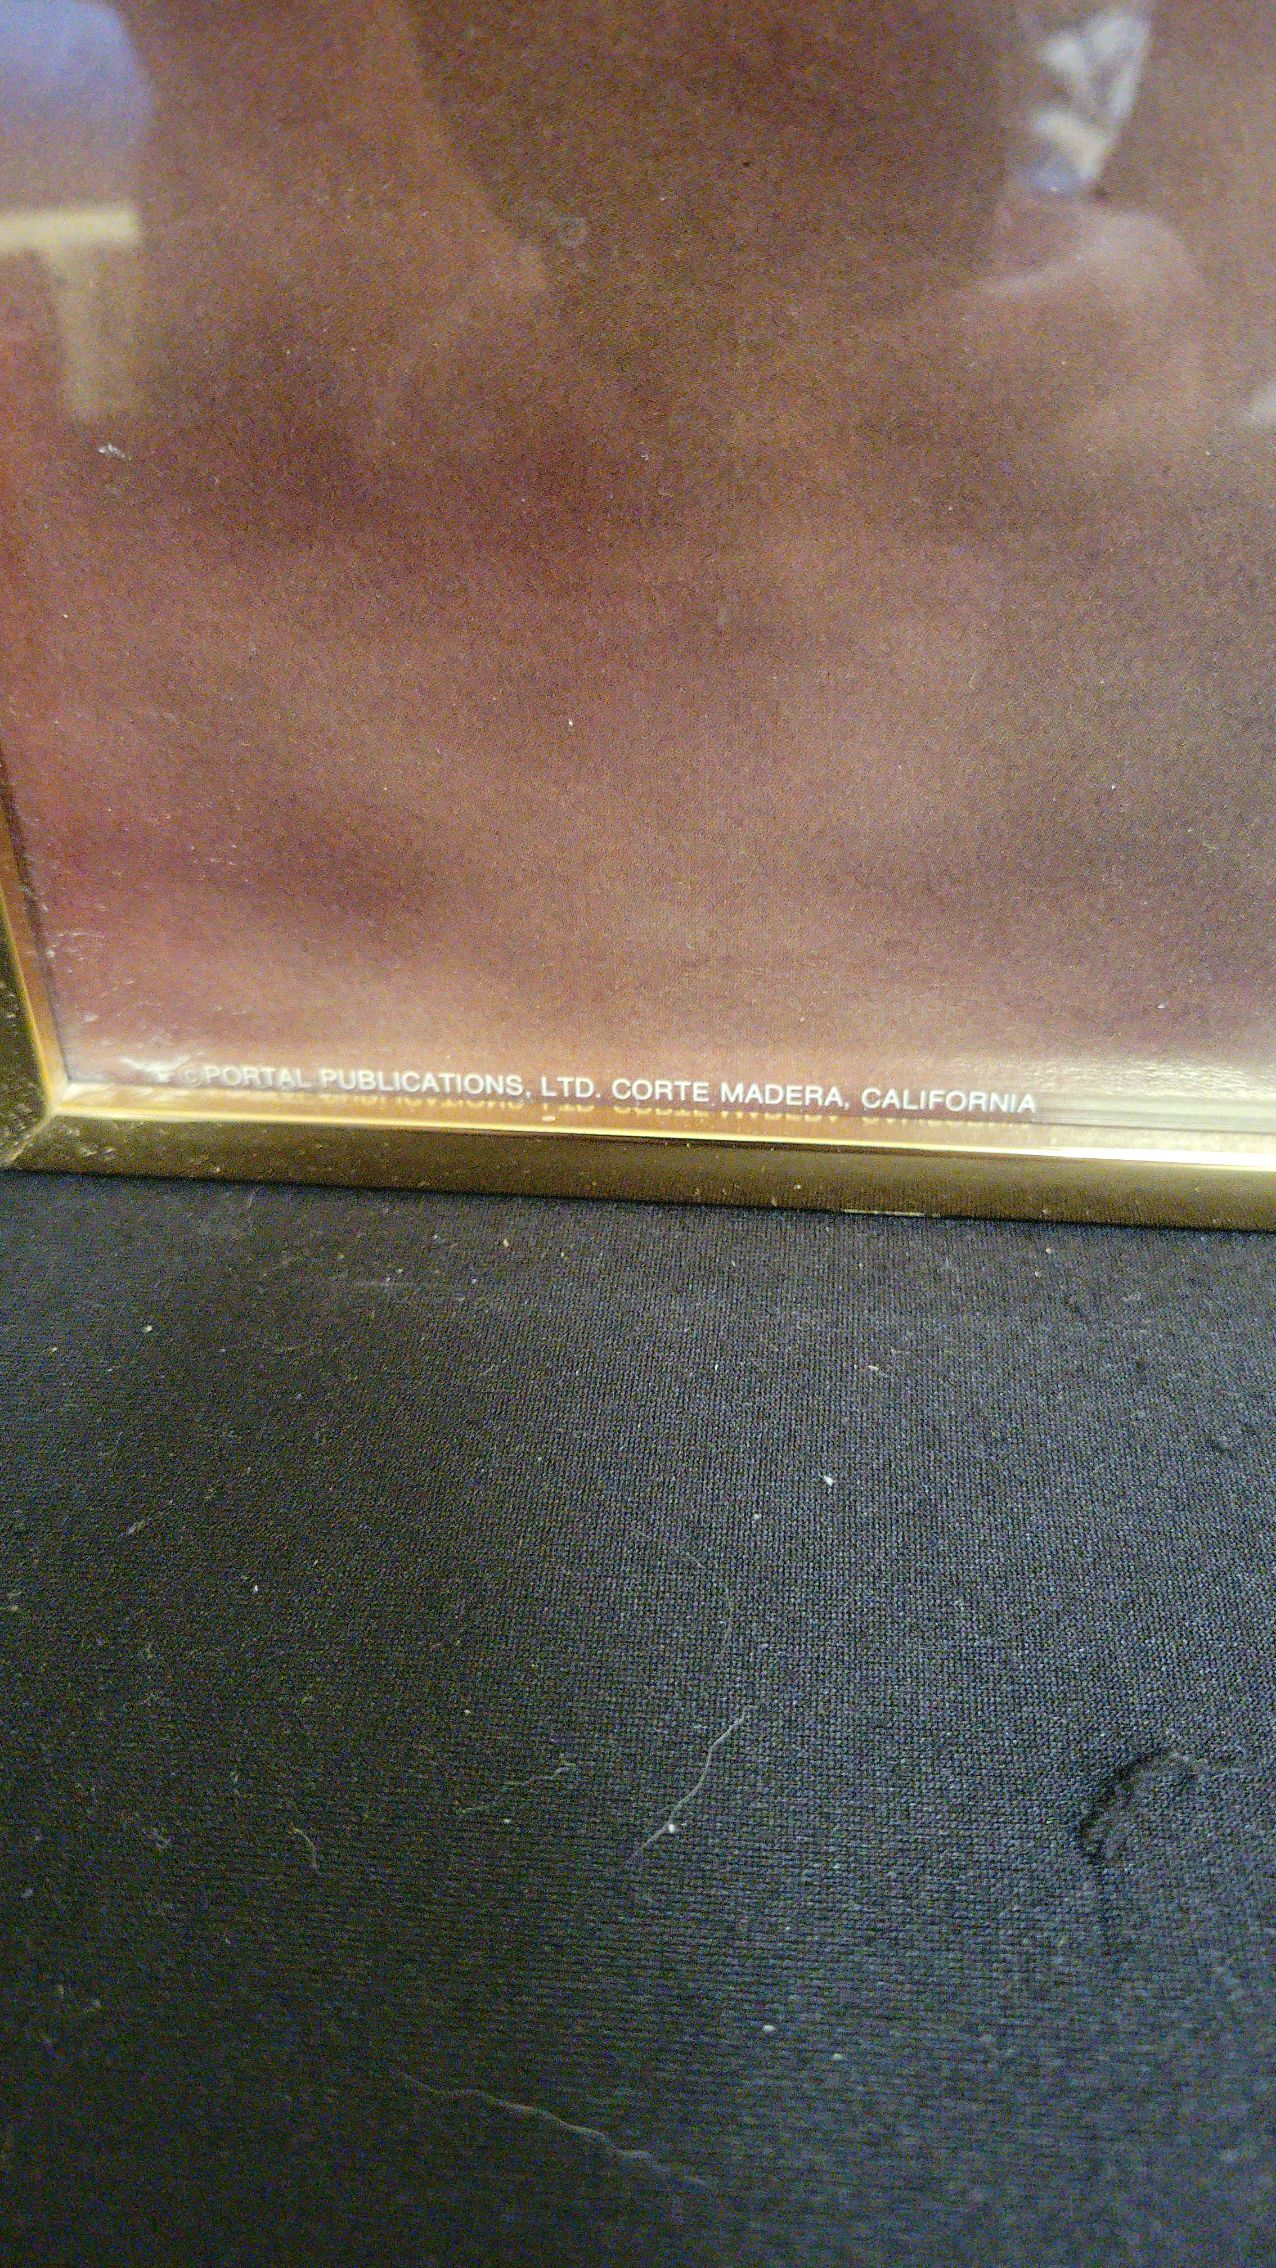 ©PORTAL PUBLICATIONS, LTD. CORTE MADERA, CALIFORNIA